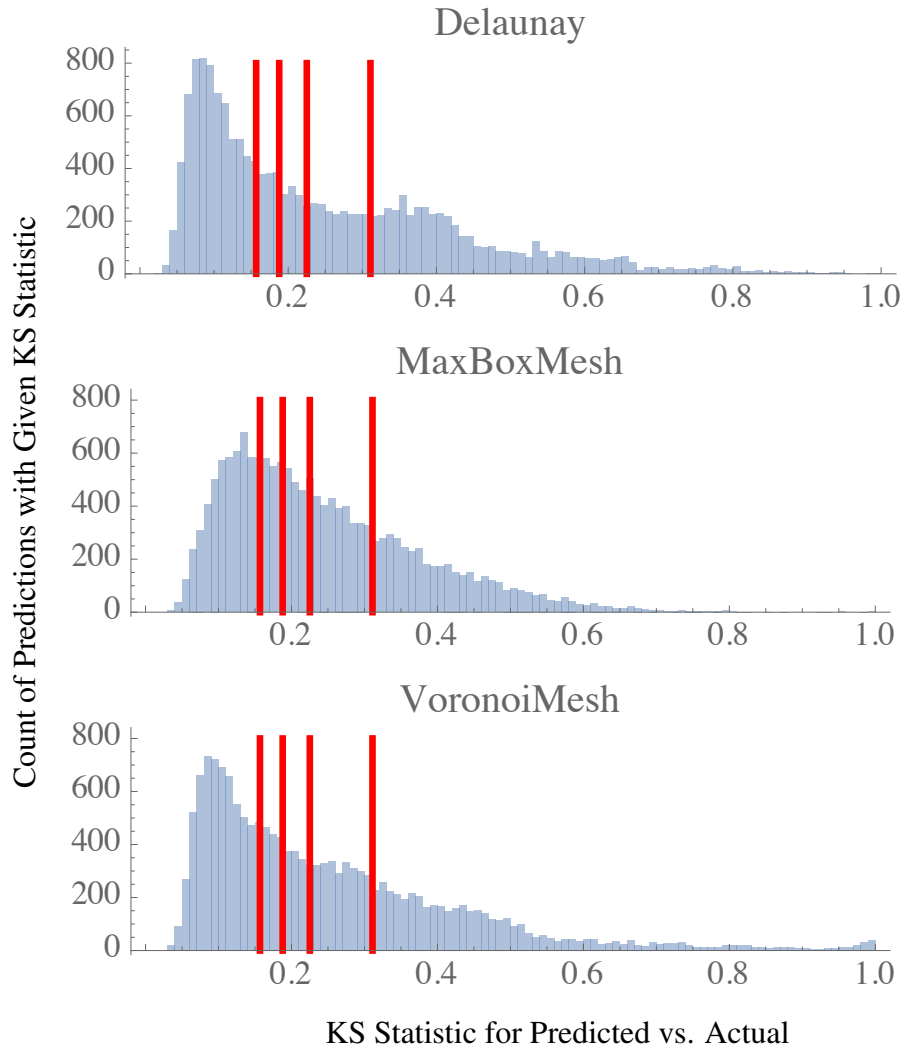 Delaunay
800
600
400
200
0
0.2 0.4 0.6 0.8 1.0
MaxBoxMesh
800
600
400
200
0
0.2 0.4 0.6 0.8 1.0
VoronoiMesh
800
600
400
200
0
0.2 0.4 0.6 0.8 1.0
Count of Predictions with Given KS Statistic
KS Statistic for Predicted vs. Actual